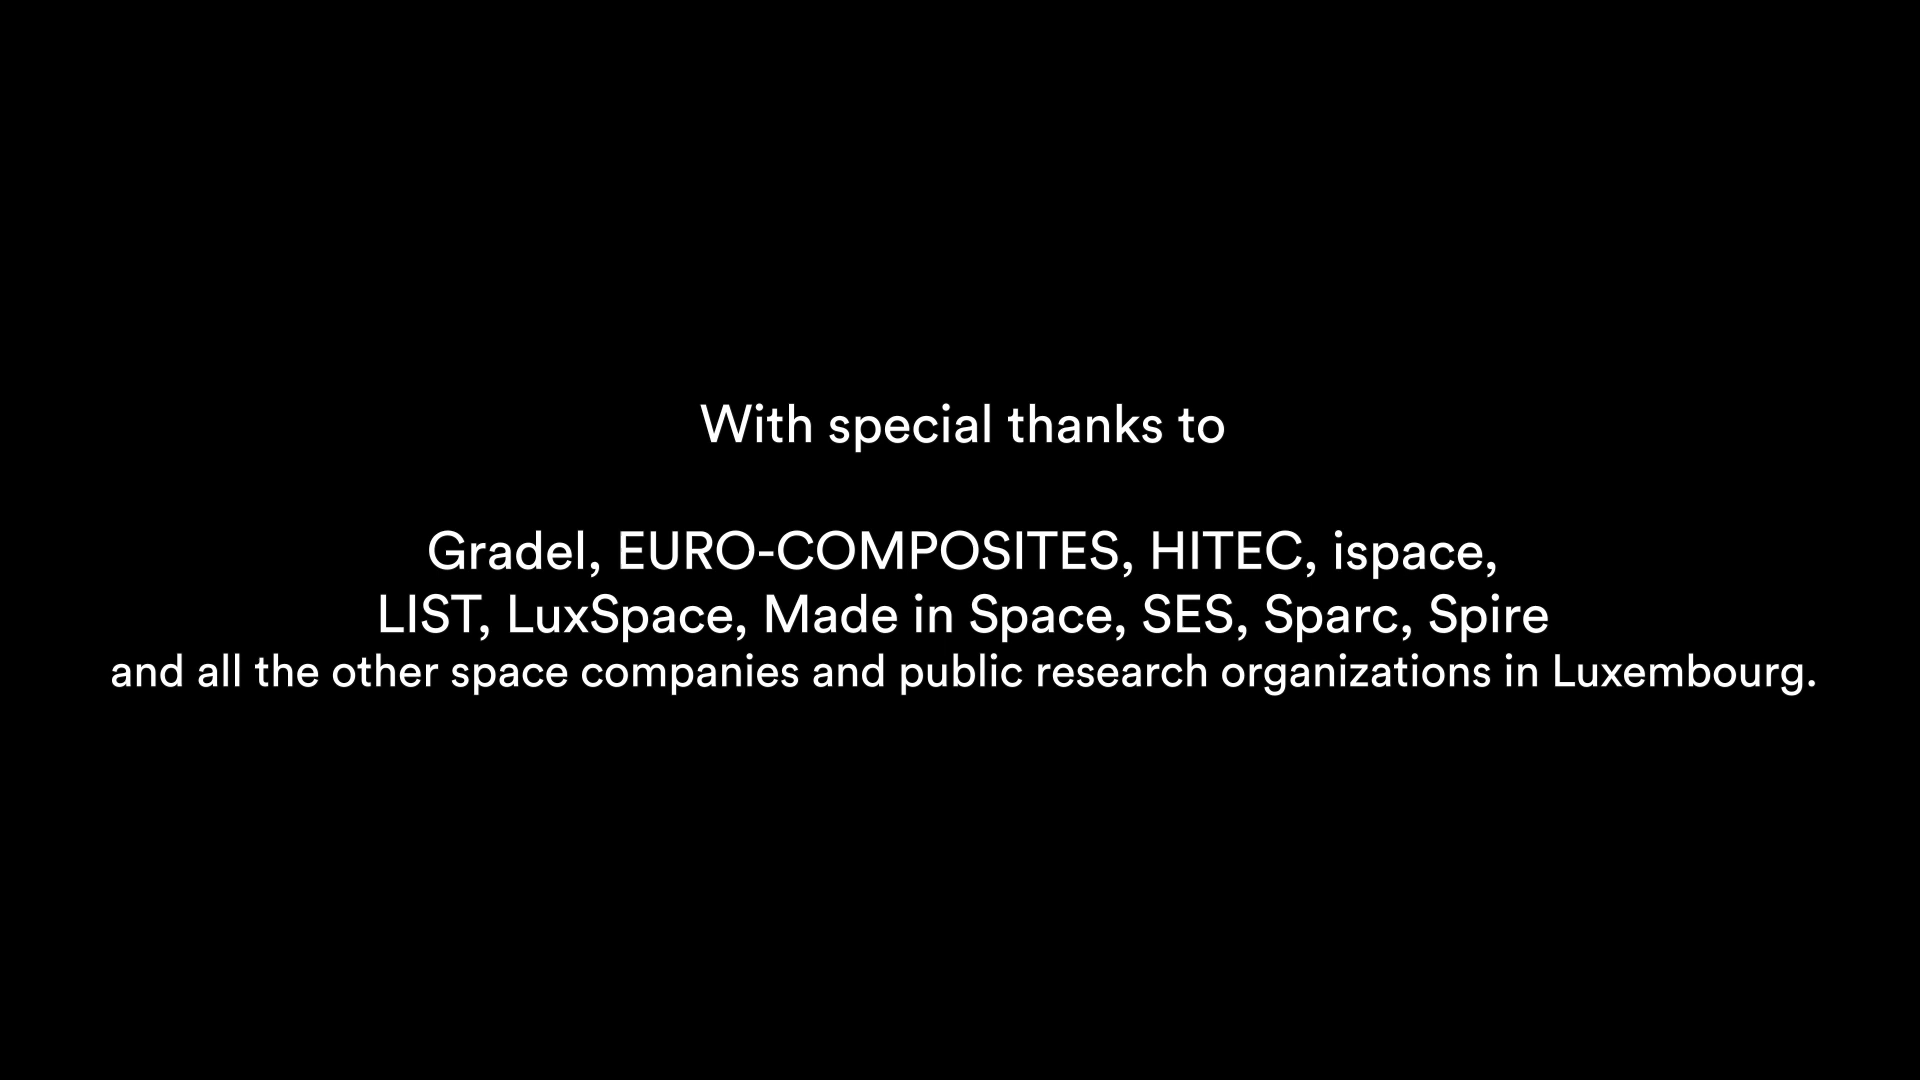 With special thanks to
Gradel, EURO-COMPOSITES, HITEC, ispace,
LIST, LuxSpace, Made in Space, SES, Sparc, Spire
and all the other space companies and public research organizations in Luxembourg.